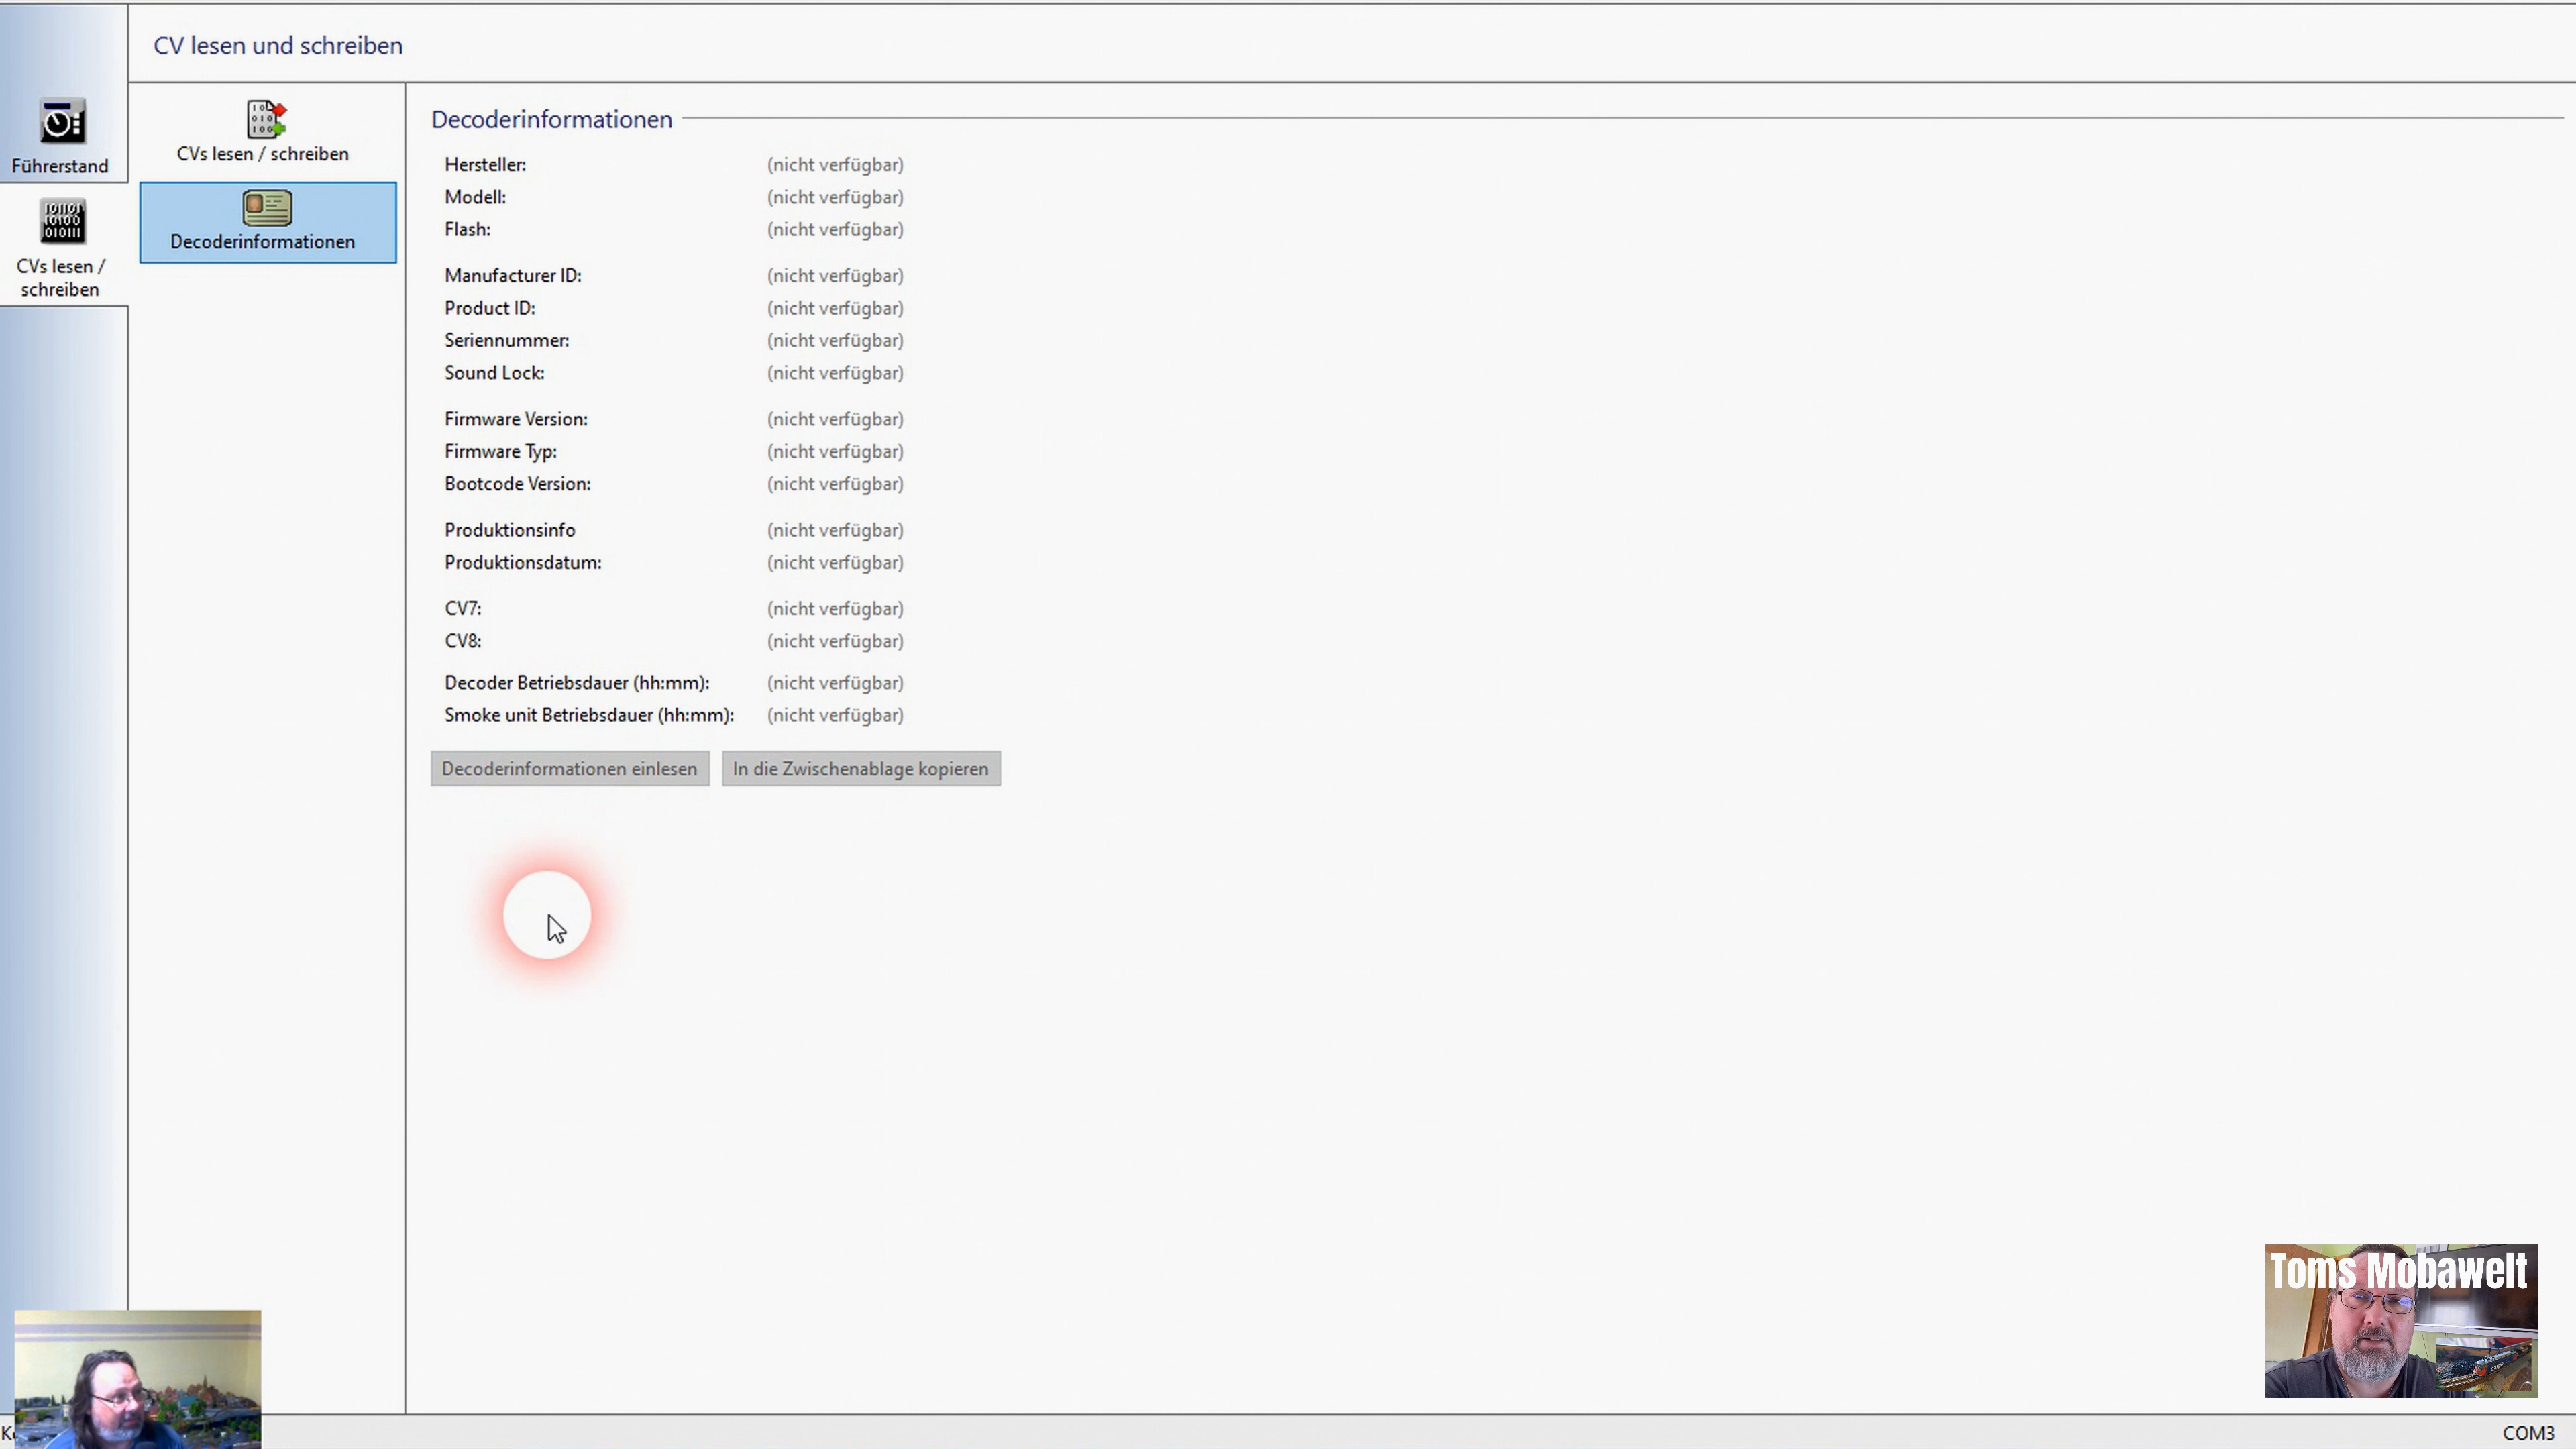 CV lesen und schreiben
Führerstand
CVs lesen /
schreiben
CVs lesen / schreiben
Decoderinformationen
Decoderinformationen
Hersteller: (nicht verfügbar)
Modell: (nicht verfügbar)
Flash: (nicht verfügbar)
Manufacturer ID: (nicht verfügbar)
Product ID: (nicht verfügbar)
Seriennummer: (nicht verfügbar)
Sound Lock: (nicht verfügbar)
Firmware Version: (nicht verfügbar)
Firmware Typ: (nicht verfügbar)
Bootcode Version: (nicht verfügbar)
Produktionsinfo (nicht verfügbar)
Produktionsdatum: (nicht verfügbar)
CV7: (nicht verfügbar)
CV8: (nicht verfügbar)
Decoder Betriebsdauer (hh:mm): (nicht verfügbar)
Smoke unit Betriebsdauer (hh:mm): (nicht verfügbar)
Decoderinformationen einlesen
In die Zwischenablage kopieren
Toms Mobawelt
COM3